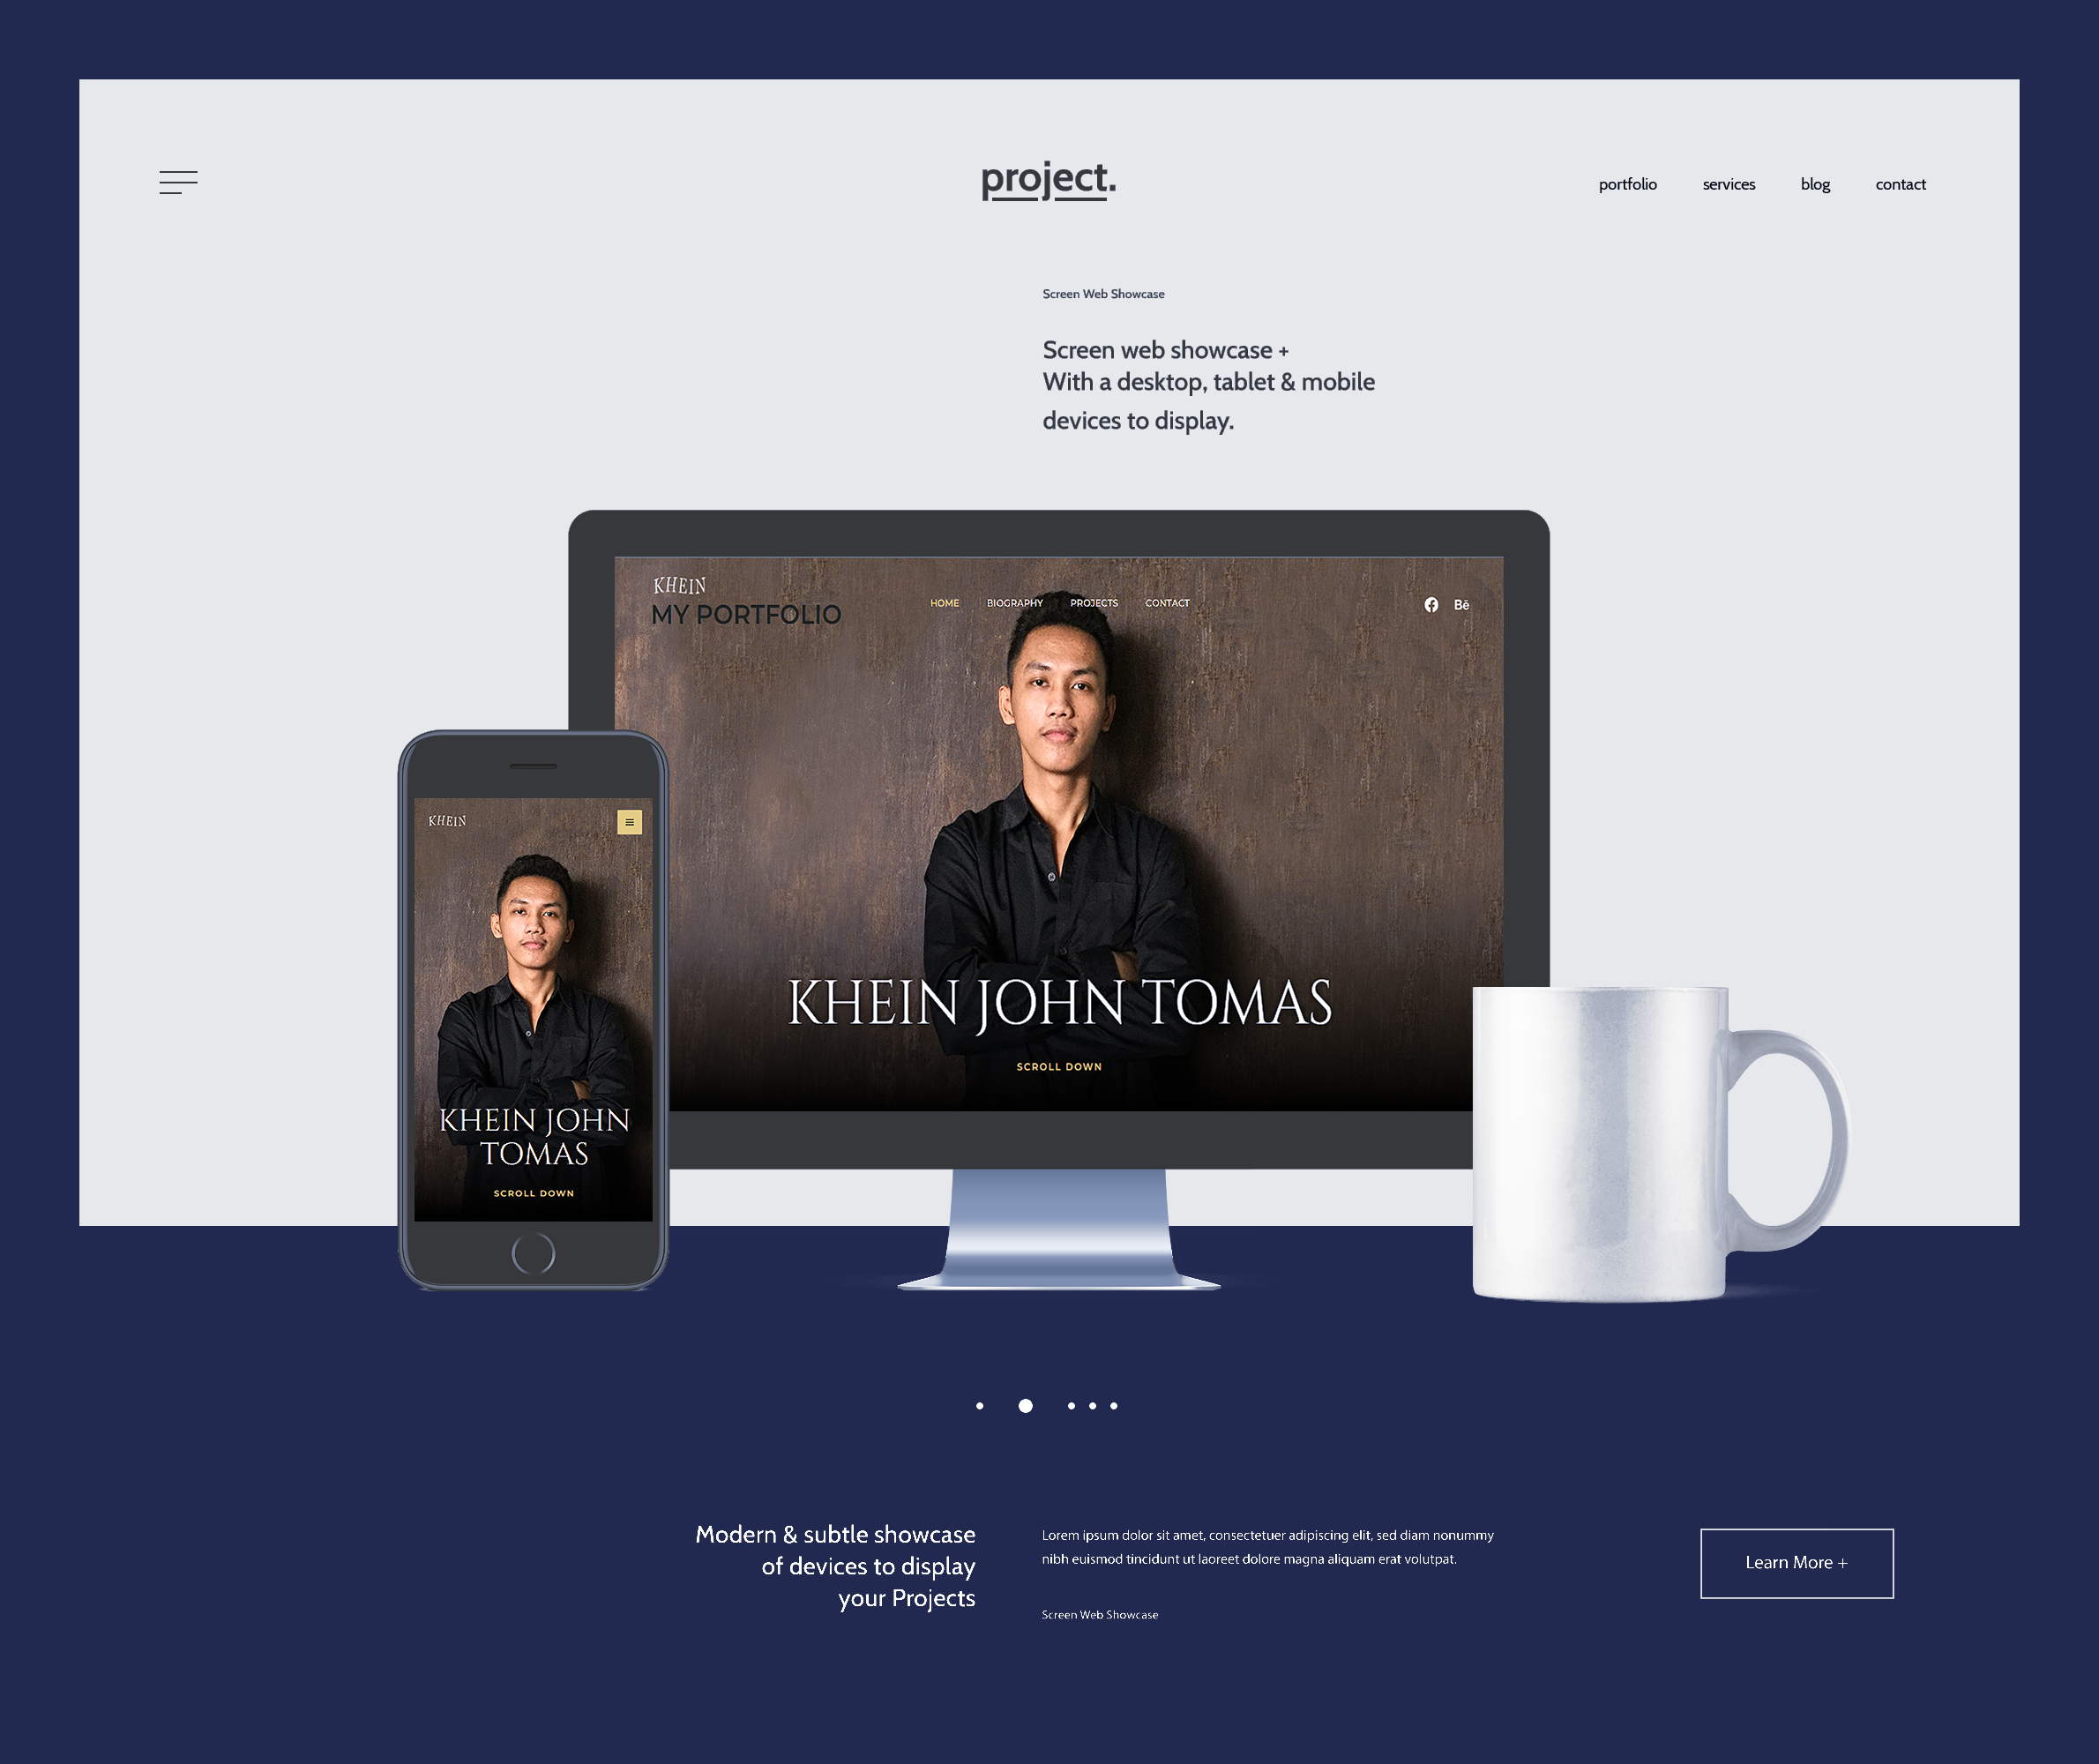 project.
portfolio services blog contact
Screen Web Showcase
Screen web showcase +
With a desktop, tablet & mobile
devices to display.
KHEIN
MY PORTFOLIO
HOME BIOGRAPHY PROJECTS CONTACT
Bē
KHEIN JOHN TOMAS
SCROLL DOWN
KHEIN
KHEIN JOHN
TOMAS
SCROLL DOWN
Modern & subtle showcase
of devices to display
your Projects
Lorem ipsum dolor sit amet, consectetuer adipiscing elit, sed diam nonummy
nibh euismod tincidunt ut laoreet dolore magna aliquam erat volutpat.
Screen Web Showcase
Learn More +